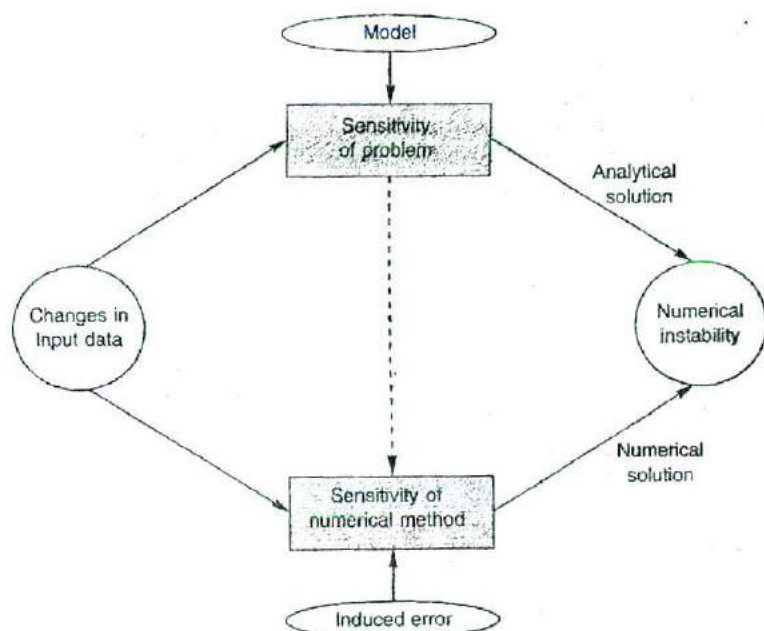 Model
Sensitivity
of problem
Analytical
solution
Changes in
Input data
Numerical
instability
Numerical
solution
Sensitivity of
numerical method
Induced error